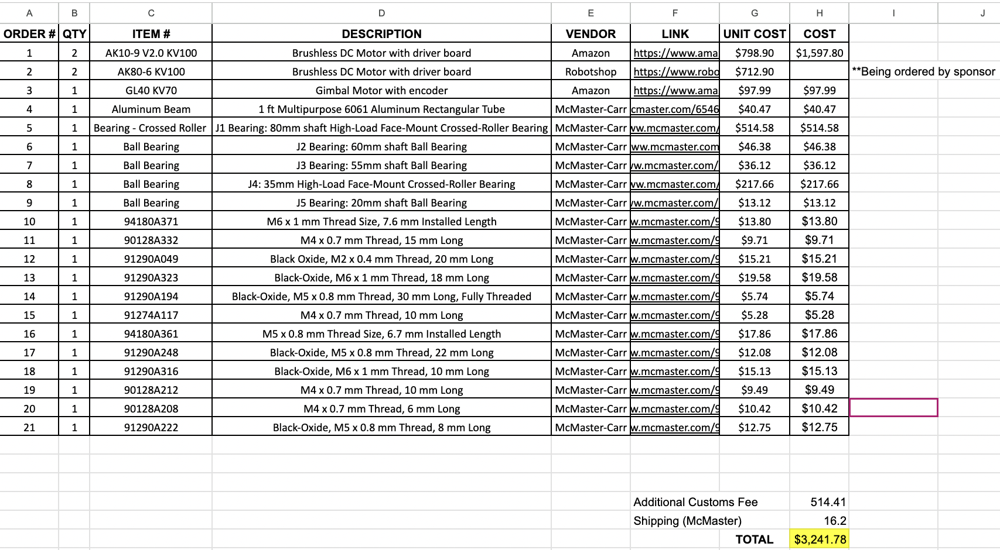 A B C D E F G H I J
ORDER # QTY ITEM # DESCRIPTION VENDOR LINK UNIT COST COST
1 2 AK10-9 V2.0 KV100 Brushless DC Motor with driver board Amazon https://www.ama $798.90 $1,597.80
2 2 AK80-6 KV100 Brushless DC Motor with driver board Robotshop https://www.robo $712.90 **Being ordered by sponsor
3 1 GL40 KV70 Gimbal Motor with encoder Amazon https://www.ama $97.99 $97.99
4 1 Aluminum Beam 1 ft Multipurpose 6061 Aluminum Rectangular Tube McMaster-Carr cmaster.com/6546 $40.47 $40.47
5 1 Bearing - Crossed Roller J1 Bearing: 80mm shaft High-Load Face-Mount Crossed-Roller Bearing McMaster-Carr vw.mcmaster.com/ $514.58 $514.58
6 1 Ball Bearing J2 Bearing: 60mm shaft Ball Bearing McMaster-Carr ww.mcmaster.com $46.38 $46.38
7 1 Ball Bearing J3 Bearing: 55mm shaft Ball Bearing McMaster-Carr /w.mcmaster.com/ $36.12 $36.12
8 1 Ball Bearing J4: 35mm High-Load Face-Mount Crossed-Roller Bearing McMaster-Carr vw.mcmaster.com/ $217.66 $217.66
9 1 Ball Bearing J5 Bearing: 20mm shaft Ball Bearing McMaster-Carr /w.mcmaster.com/ $13.12 $13.12
10 1 94180A371 M6 x 1 mm Thread Size, 7.6 mm Installed Length McMaster-Carr w.mcmaster.com/9 $13.80 $13.80
11 1 90128A332 M4 x 0.7 mm Thread, 15 mm Long McMaster-Carr w.mcmaster.com/9 $9.71 $9.71
12 1 91290A049 Black Oxide, M2 x 0.4 mm Thread, 20 mm Long McMaster-Carr w.mcmaster.com/9 $15.21 $15.21
13 1 91290A323 Black-Oxide, M6 x 1 mm Thread, 18 mm Long McMaster-Carr w.mcmaster.com/9 $19.58 $19.58
14 1 91290A194 Black-Oxide, M5 x 0.8 mm Thread, 30 mm Long, Fully Threaded McMaster-Carr w.mcmaster.com/9 $5.74 $5.74
15 1 91274A117 M4 x 0.7 mm Thread, 10 mm Long McMaster-Carr w.mcmaster.com/9 $5.28 $5.28
16 1 94180A361 M5 x 0.8 mm Thread Size, 6.7 mm Installed Length McMaster-Carr w.mcmaster.com/9 $17.86 $17.86
17 1 91290A248 Black-Oxide, M5 x 0.8 mm Thread, 22 mm Long McMaster-Carr w.mcmaster.com/9 $12.08 $12.08
18 1 91290A316 Black-Oxide, M6 x 1 mm Thread, 10 mm Long McMaster-Carr w.mcmaster.com/9 $15.13 $15.13
19 1 90128A212 M4 x 0.7 mm Thread, 10 mm Long McMaster-Carr w.mcmaster.com/9 $9.49 $9.49
20 1 90128A208 M4 x 0.7 mm Thread, 6 mm Long McMaster-Carr w.mcmaster.com/9 $10.42 $10.42
21 1 91290A222 Black-Oxide, M5 x 0.8 mm Thread, 8 mm Long McMaster-Carr w.mcmaster.com/9 $12.75 $12.75
Additional Customs Fee 514.41
Shipping (McMaster) 16.2
TOTAL $3,241.78